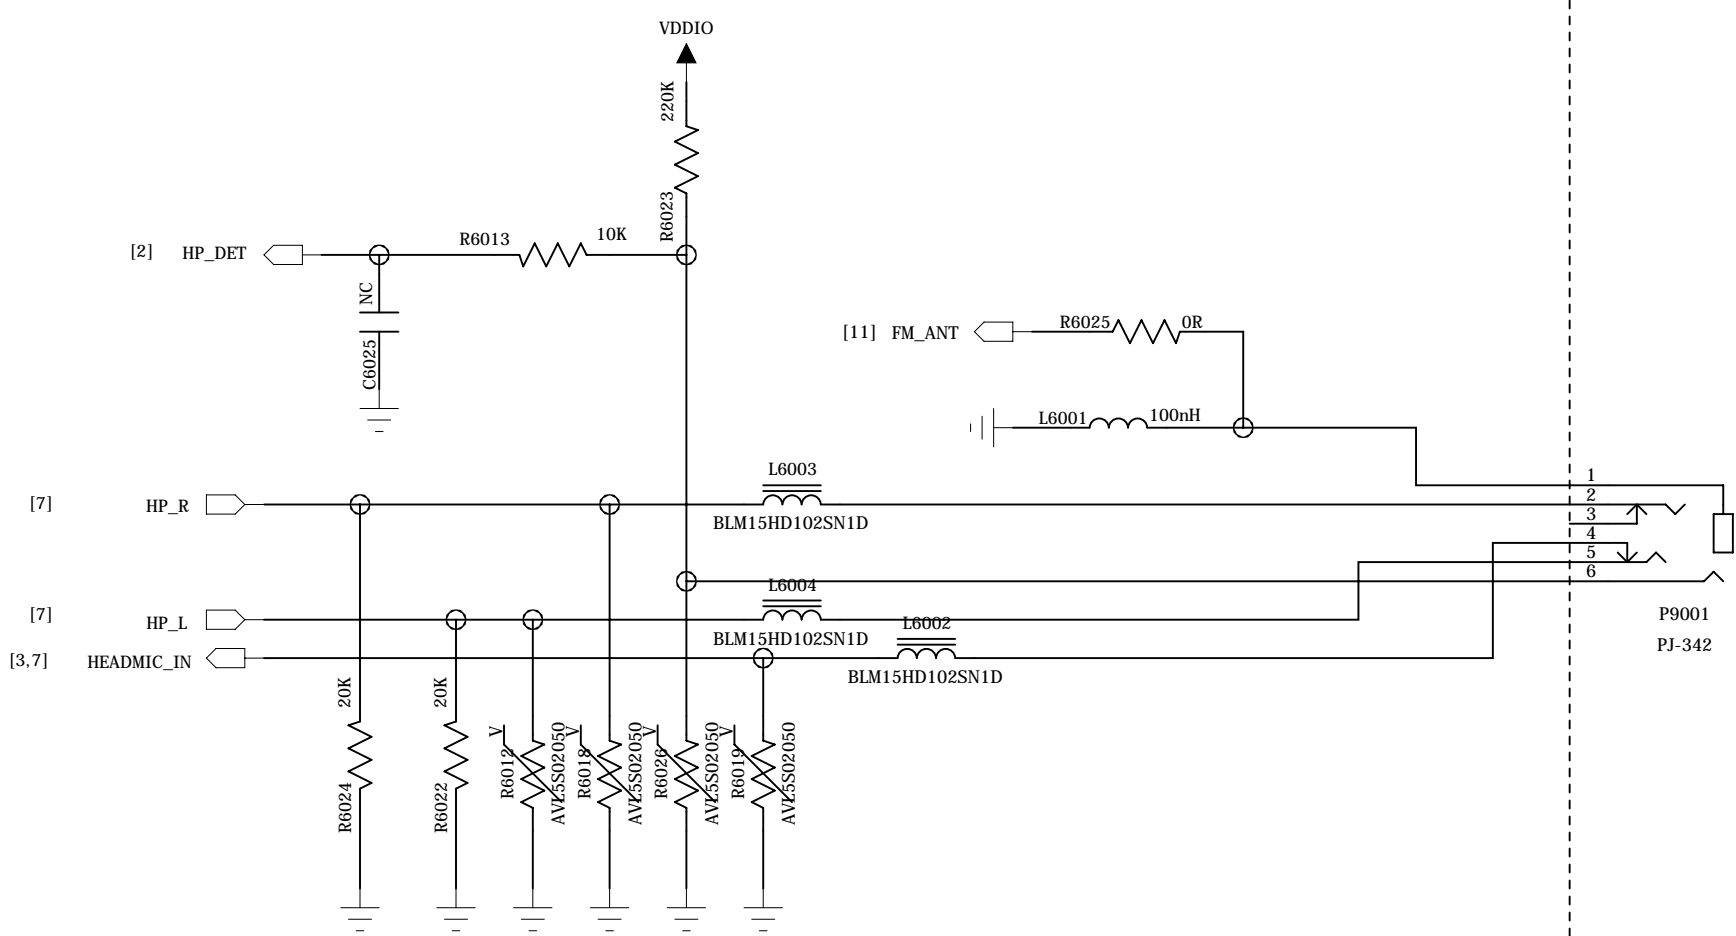 VDDIO
220K
R6023
[2] HP_DET
R6013
10K
NC
C6025
[11] FM_ANT
R6025
0R
L6001
100nH
[7] HP_R
L6003
BLM15HD102SN1D
1
2
3
4
5
6
[7] HP_L
L6004
BLM15HD102SN1D
L6002
BLM15HD102SN1D
[3,7] HEADMIC_IN
P9001
PJ-342
20K
R6024
20K
R6022
V
R6012
AVL5S02050
V
R6018
AVL5S02050
V
R6026
AVL5S02050
V
R6019
AVL5S02050